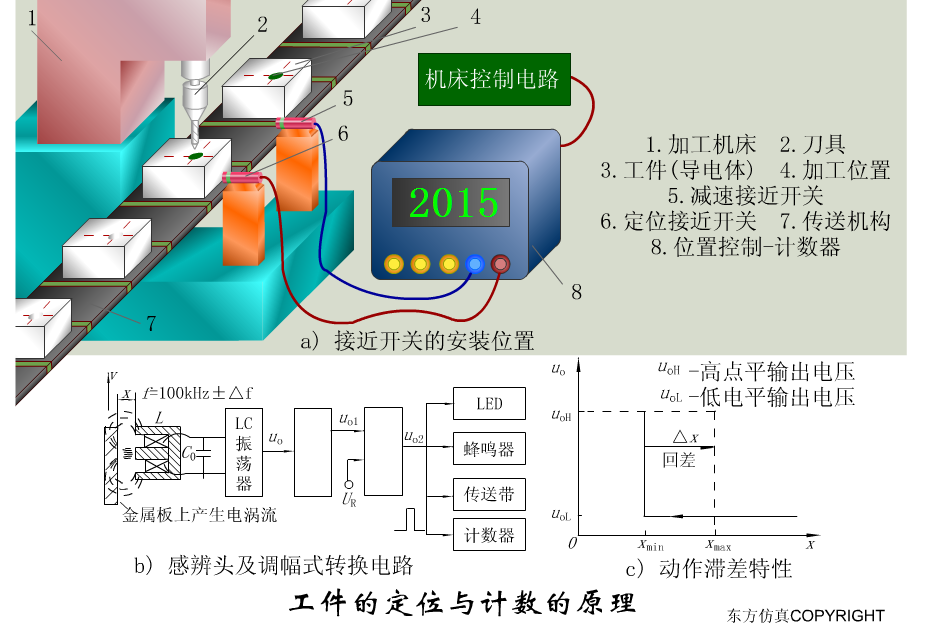 1
2
3
4
机床控制电路
5
6
1.加工机床 2.刀具
3.工件(导电体) 4.加工位置
5.减速接近开关
6.定位接近开关 7.传送机构
8.位置控制-计数器
2015
8
7
a) 接近开关的安装位置
v
x
f=100kHz±△f
L
C0
LC
振
荡
器
uo
uo1
UR
uo2
LED
蜂鸣器
传送带
计数器
金属板上产生电涡流
b) 感辨头及调幅式转换电路
uo
uoH -高点平输出电压
uoL -低电平输出电压
uoH
△x
回差
uoL
0
xmin
xmax
x
c) 动作滞差特性
工件的定位与计数的原理
东方仿真COPYRIGHT